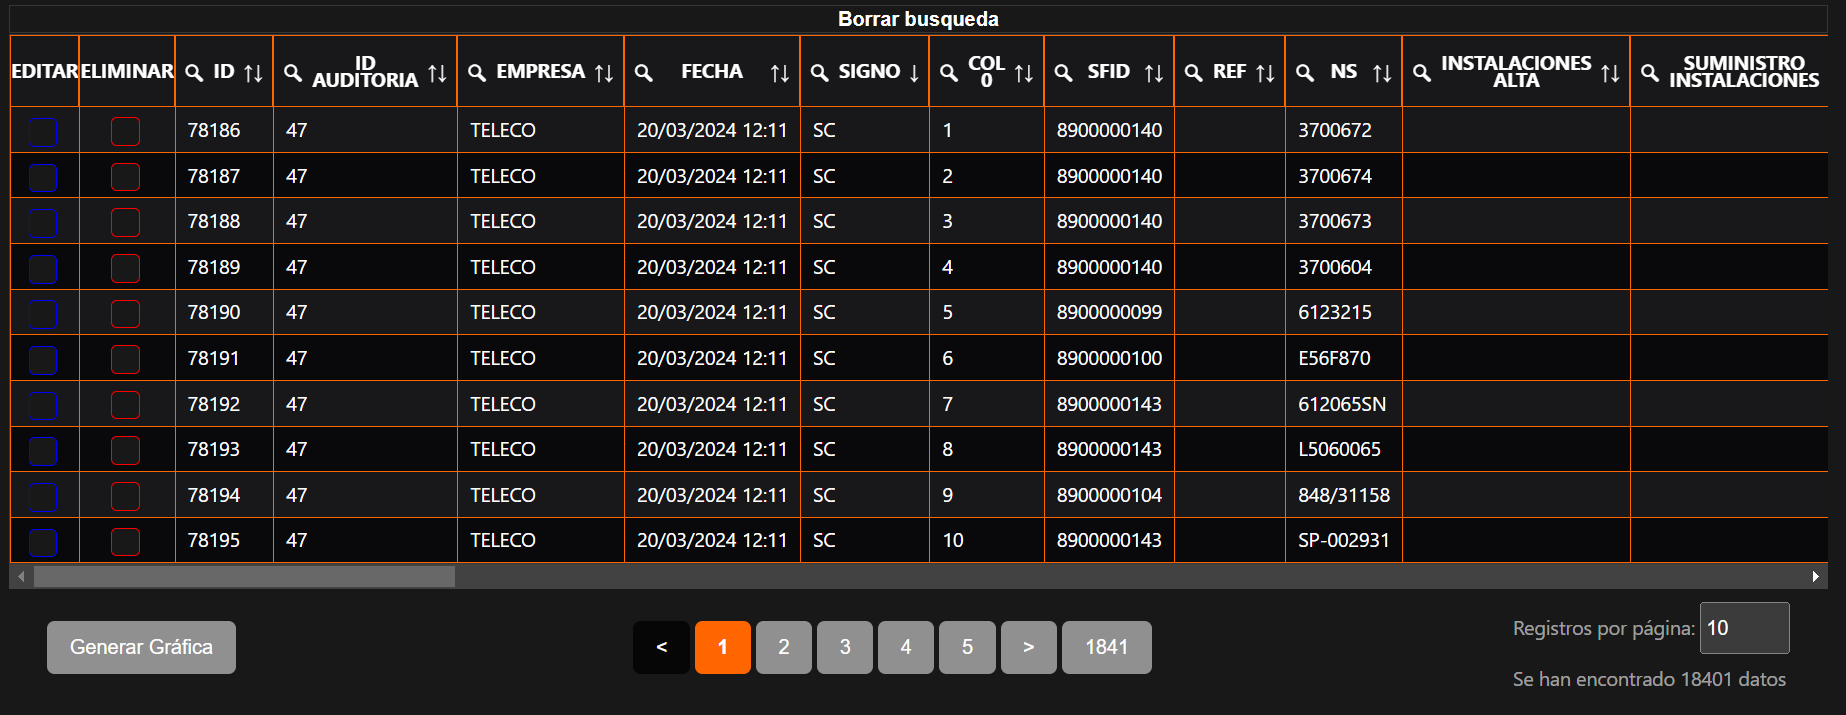 Borrar busqueda
EDITAR ELIMINAR ID ID AUDITORIA EMPRESA FECHA SIGNO COL 0 SFID REF NS INSTALACIONES ALTA SUMINISTRO INSTALACIONES
78186 47 TELECO 20/03/2024 12:11 SC 1 8900000140 3700672
78187 47 TELECO 20/03/2024 12:11 SC 2 8900000140 3700674
78188 47 TELECO 20/03/2024 12:11 SC 3 8900000140 3700673
78189 47 TELECO 20/03/2024 12:11 SC 4 8900000140 3700604
78190 47 TELECO 20/03/2024 12:11 SC 5 8900000099 6123215
78191 47 TELECO 20/03/2024 12:11 SC 6 8900000100 E56F870
78192 47 TELECO 20/03/2024 12:11 SC 7 8900000143 612065SN
78193 47 TELECO 20/03/2024 12:11 SC 8 8900000143 L5060065
78194 47 TELECO 20/03/2024 12:11 SC 9 8900000104 848/31158
78195 47 TELECO 20/03/2024 12:11 SC 10 8900000143 SP-002931
Generar Gráfica < 1 2 3 4 5 > 1841 Registros por página: 10
Se han encontrado 18401 datos